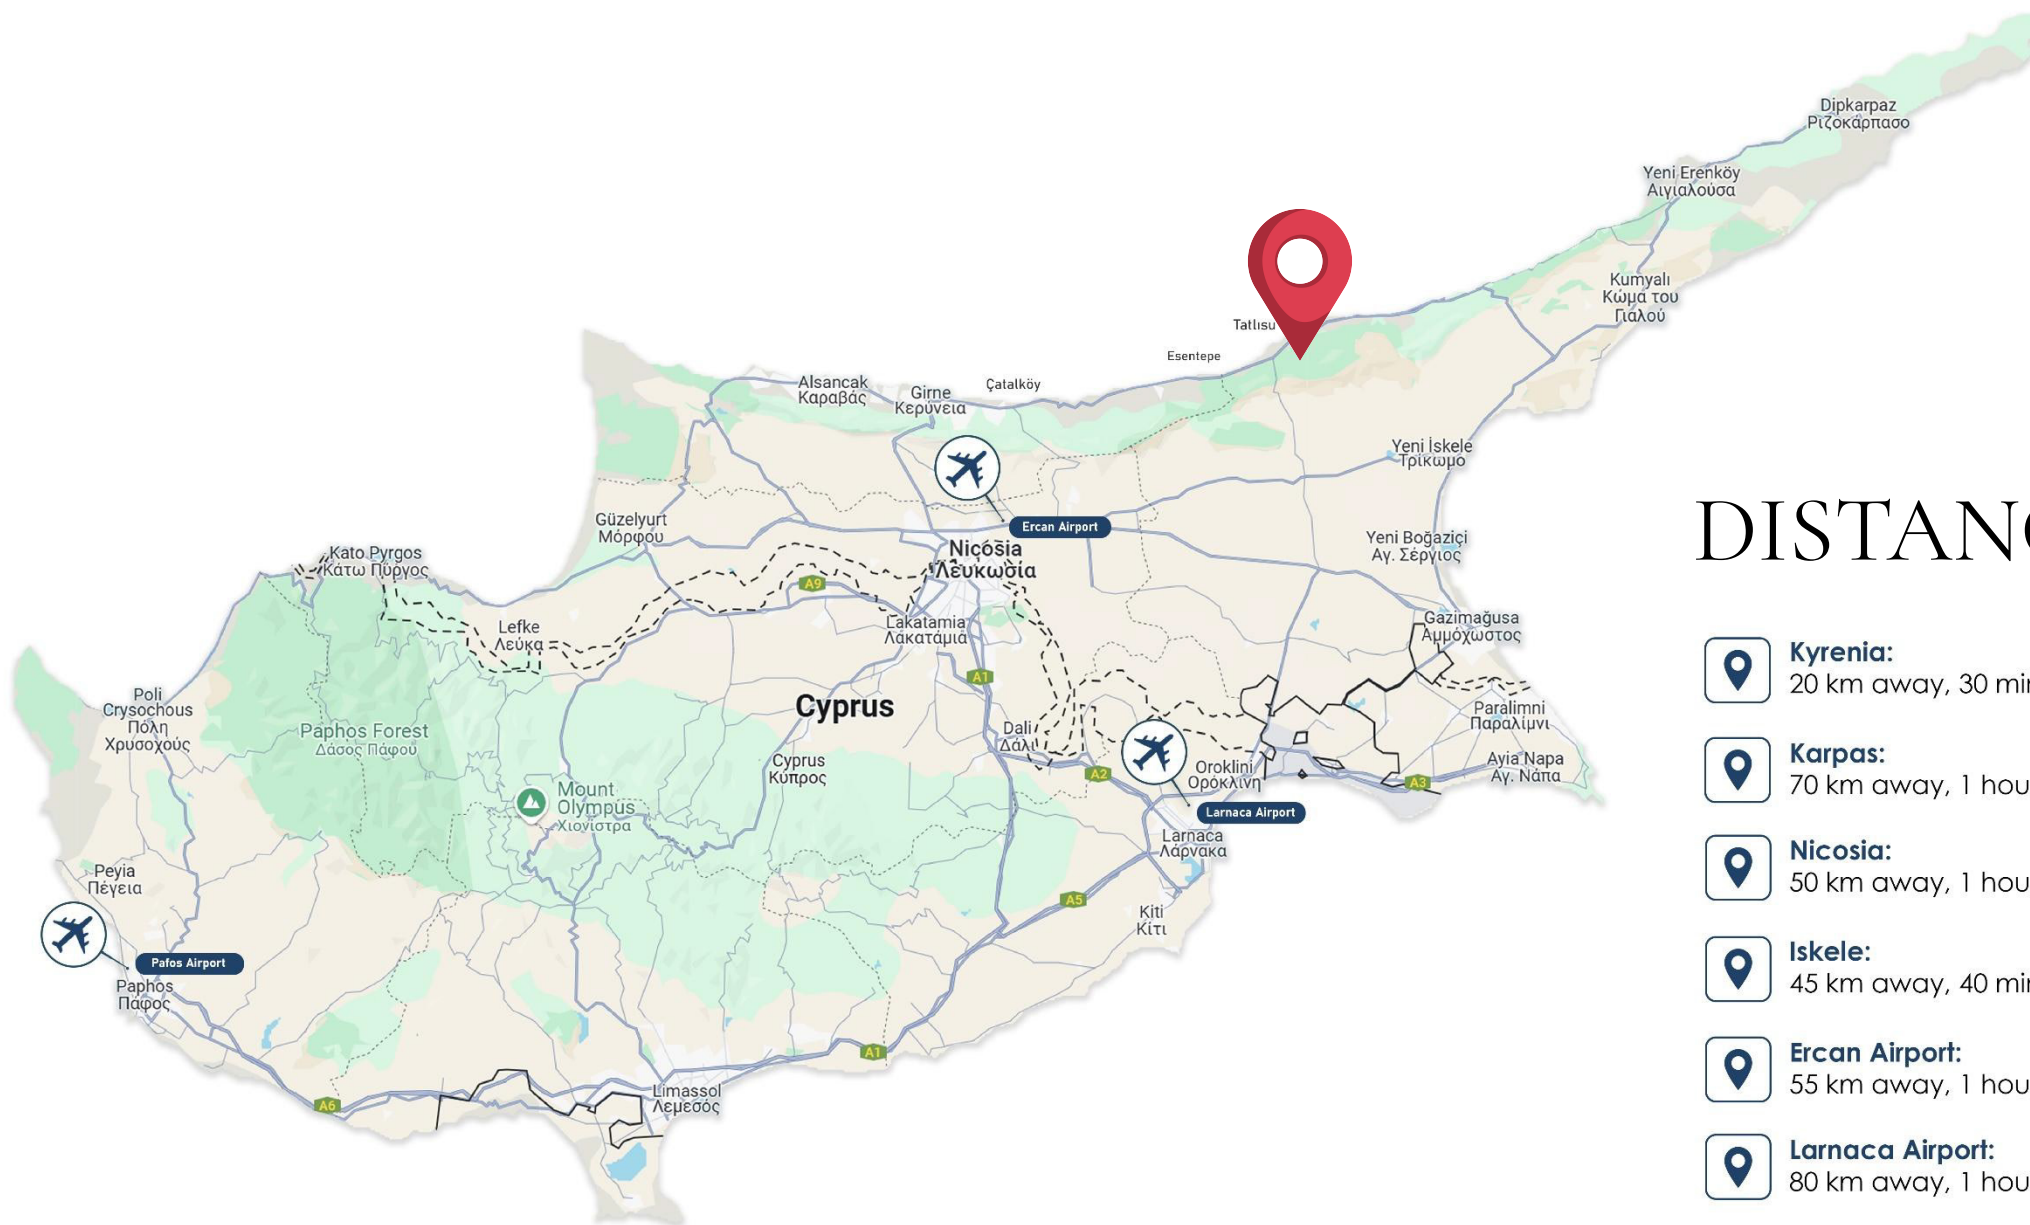 Dipkarpaz
Ριζοκάρπασο
Yeni Erenköy
Αιγιαλούσα
Kumyalı
Κώμα του
Γιαλού
Tatlısu
Esentepe
Alsancak
Καραβάς
Girne
Κερύνεια
Çatalköy
Yeni İskele
Τρίκωμο
Ercan Airport
Güzelyurt
Μόρφου
Nicosia
Λευκωσία
Yeni Boğaziçi
Αγ. Σέργιος
Kato Pyrgos
Κάτω Πύργος
A9
Lakatamia
Λακατάμια
Lefke
Λεύκα
Gazimağusa
Αμμόχωστος
A1
Cyprus
Poli
Crysochous
Πόλη
Χρυσοχούς
Paphos Forest
Δάσος Πάφου
Dali
Δάλι
Paralimni
Παραλίμνι
Cyprus
Κύπρος
A2
Oroklini
Ορόκλινη
Ayia Napa
Αγ. Νάπα
A3
Mount
Olympus
Χιονίστρα
Larnaca Airport
Larnaca
Λάρνακα
Peyia
Πέγεια
A5
Kiti
Κίτι
Pafos Airport
Paphos
Πάφος
A1
A6
Limassol
Λεμεσός
DISTAN
Kyrenia:
20 km away, 30 min
Karpas:
70 km away, 1 hou
Nicosia:
50 km away, 1 hou
Iskele:
45 km away, 40 min
Ercan Airport:
55 km away, 1 hou
Larnaca Airport:
80 km away, 1 hou